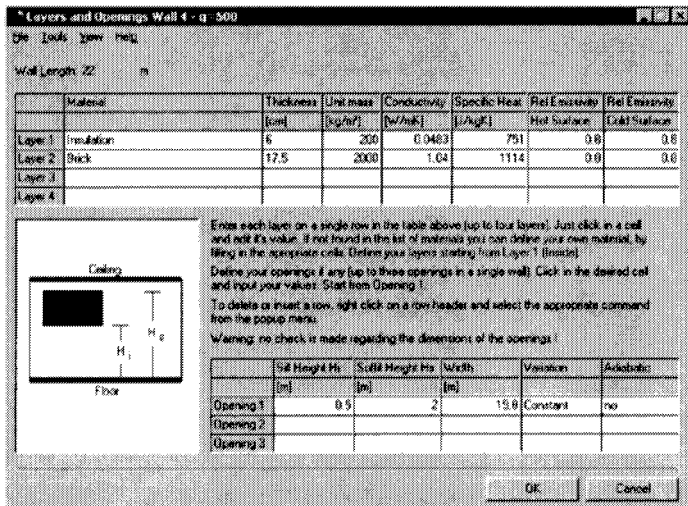 * Layers and Openings Wall 4 - q - 500
File Tools View Help
Wall Length: 22 m
Material Thickness Unit mass Conductivity Specific Heat Rel Emissivity Rel Emissivity
[cm] [kg/m³] [W/mK] [J/kgK] Hot Surface Cold Surface
Layer 1 Insulation 6 200 0.0483 751 0.8 0.8
Layer 2 Brick 17.5 2000 1.04 1114 0.8 0.8
Layer 3
Layer 4
Enter each layer on a single row in the table above (up to four layers). Just click in a cell
and edit it's value. If not found in the list of materials you can define your own material, by
filling in the apropriate cells. Define your layers starting from Layer 1 (Inside).
Define your openings if any (up to three openings in a single wall). Click in the desired cell
and input your values. Start from Opening 1.
To delete or insert a row, right click on a row header and select the appropriate command
from the popup menu.
Warning: no check is made regarding the dimensions of the openings !
Ceiling
H s
H i
Floor
Sill Height Hi Soffit Height Hs Width Variation Adiabatic
[m] [m] [m]
Opening 1 0.5 2 19.8 Constant no
Opening 2
Opening 3
OK Cancel